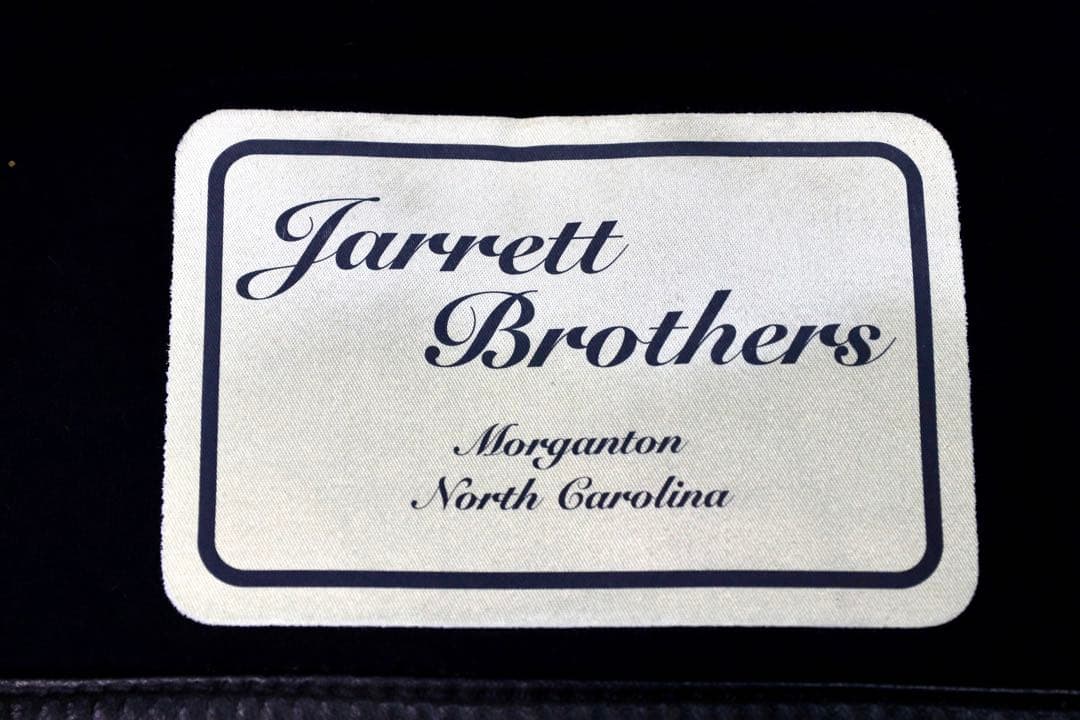 Jarrett
Brothers
Morganton
North Carolina